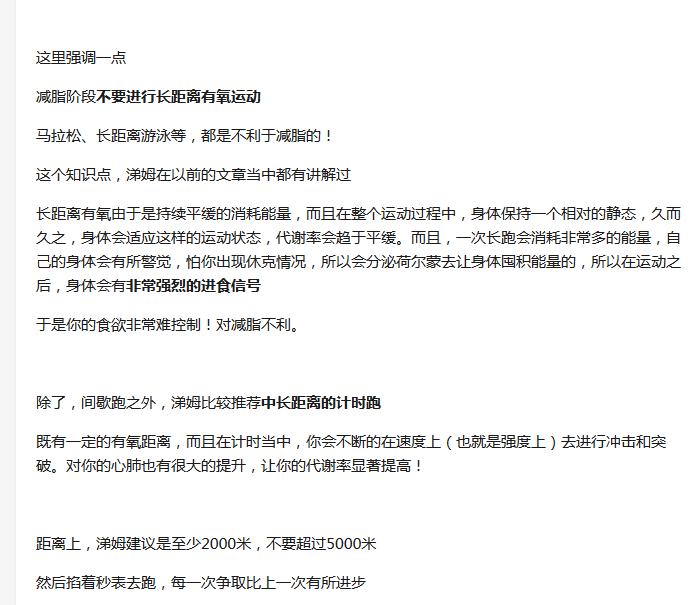 这里强调一点
减脂阶段不要进行长距离有氧运动
马拉松、长距离游泳等，都是不利于减脂的！
这个知识点，涕姆在以前的文章当中都有讲解过
长距离有氧由于是持续平缓的消耗能量，而且在整个运动过程中，身体保持一个相对的静态，久而
久之，身体会适应这样的运动状态，代谢率会趋于平缓。而且，一次长跑会消耗非常多的能量，自
己的身体会有所警觉，怕你出现休克情况，所以会分泌荷尔蒙去让身体囤积能量的，所以在运动之
后，身体会有非常强烈的进食信号
于是你的食欲非常难控制！对减脂不利。
除了，间歇跑之外，涕姆比较推荐中长距离的计时跑
既有一定的有氧距离，而且在计时当中，你会不断的在速度上（也就是强度上）去进行冲击和突
破。对你的心肺也有很大的提升，让你的代谢率显著提高！
距离上，涕姆建议是至少2000米，不要超过5000米
然后掐着秒表去跑，每一次争取比上一次有所进步